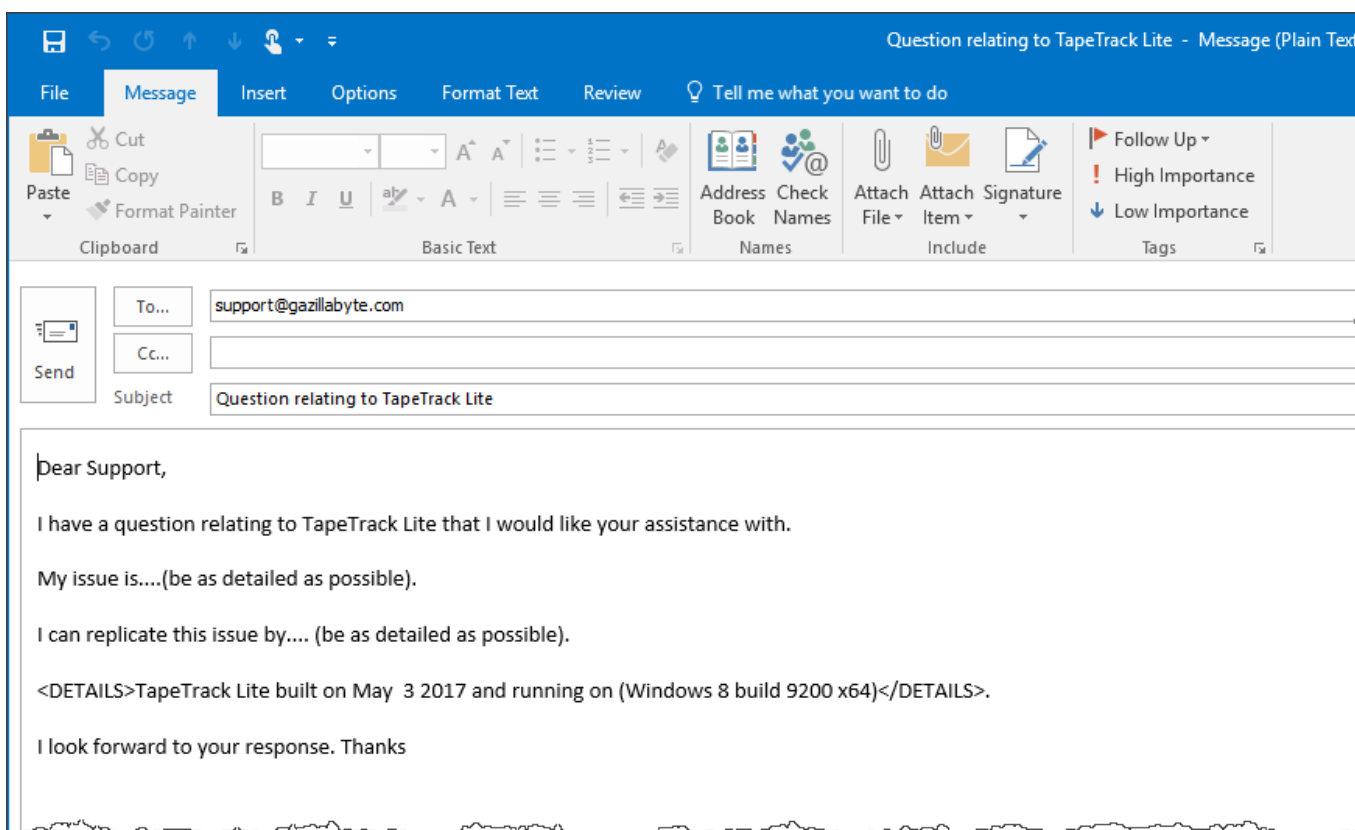 Question relating to TapeTrack Lite - Message (Plain Text
File Message Insert Options Format Text Review Tell me what you want to do
Cut
Copy
Format Painter
Paste
Clipboard
B I U
A
Basic Text
Address Book
Check Names
Names
Attach File
Attach Item
Signature
Include
Follow Up
High Importance
Low Importance
Tags
Send
To... support@gazillabyte.com
Cc...
Subject Question relating to TapeTrack Lite
Dear Support,
I have a question relating to TapeTrack Lite that I would like your assistance with.
My issue is....(be as detailed as possible).
I can replicate this issue by.... (be as detailed as possible).
<DETAILS>TapeTrack Lite built on May  3 2017 and running on (Windows 8 build 9200 x64)</DETAILS>.
I look forward to your response. Thanks